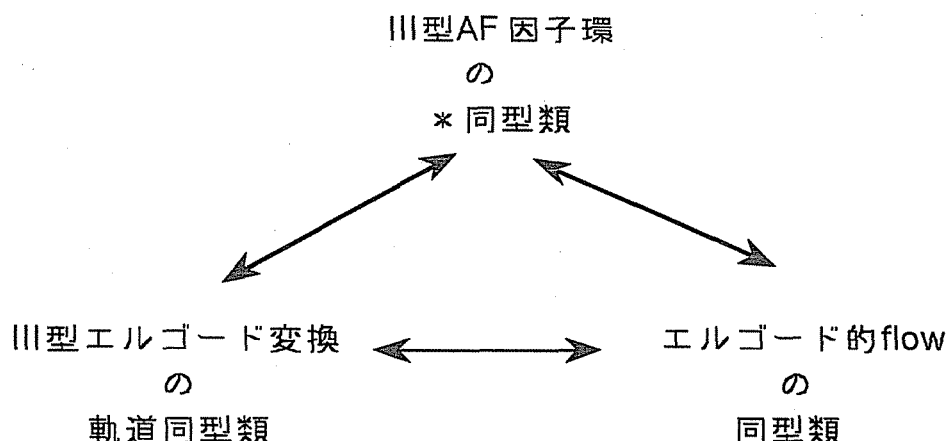 III型AF 因子環
の
* 同型類
III型エルゴード変換
の
軌道同型類
エルゴード的flow
の
同型類